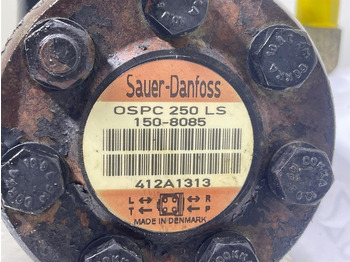 Sauer-Danfoss
OSPC 250 LS
150-8085
412A1313
L R
T P
MADE IN DENMARK